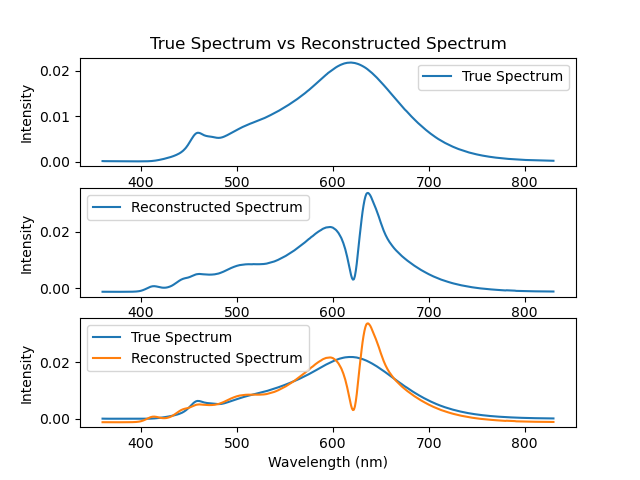 True Spectrum vs Reconstructed Spectrum
Intensity
0.02
0.01
0.00
True Spectrum
400 500 600 700 800
Intensity
0.02
0.00
Reconstructed Spectrum
400 500 600 700 800
Intensity
0.02
0.00
True Spectrum
Reconstructed Spectrum
400 500 600 700 800
Wavelength (nm)